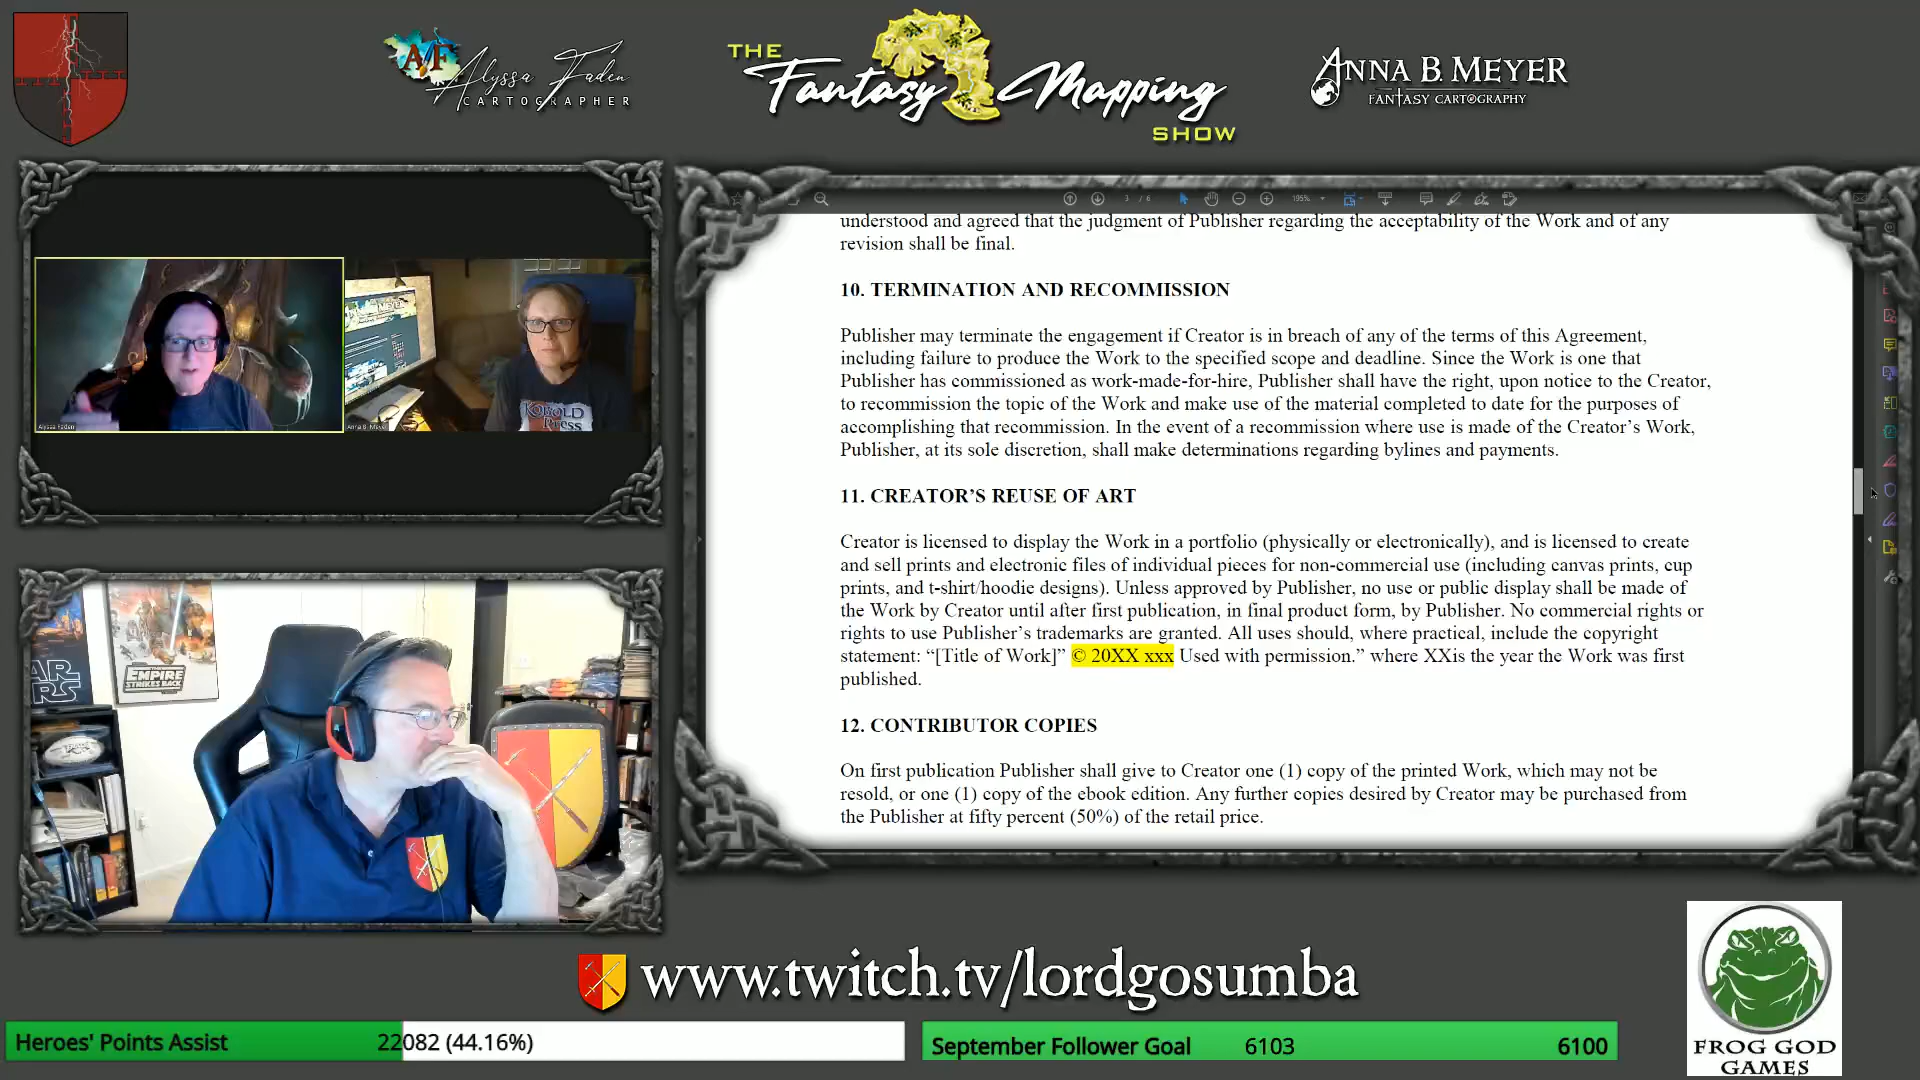 AF Alyssa Faden
CARTOGRAPHER
THE
Fantasy Mapping
SHOW
ANNA B. MEYER
FANTASY CARTOGRAPHY
3 / 6
195%
understood and agreed that the judgment of Publisher regarding the acceptability of the Work and of any
revision shall be final.
10. TERMINATION AND RECOMMISSION
Publisher may terminate the engagement if Creator is in breach of any of the terms of this Agreement,
including failure to produce the Work to the specified scope and deadline. Since the Work is one that
Publisher has commissioned as work-made-for-hire, Publisher shall have the right, upon notice to the Creator,
to recommission the topic of the Work and make use of the material completed to date for the purposes of
accomplishing that recommission. In the event of a recommission where use is made of the Creator’s Work,
Publisher, at its sole discretion, shall make determinations regarding bylines and payments.
11. CREATOR’S REUSE OF ART
Creator is licensed to display the Work in a portfolio (physically or electronically), and is licensed to create
and sell prints and electronic files of individual pieces for non-commercial use (including canvas prints, cup
prints, and t-shirt/hoodie designs). Unless approved by Publisher, no use or public display shall be made of
the Work by Creator until after first publication, in final product form, by Publisher. No commercial rights or
rights to use Publisher’s trademarks are granted. All uses should, where practical, include the copyright
statement: “[Title of Work]” © 20XX xxx Used with permission.” where XXis the year the Work was first
published.
12. CONTRIBUTOR COPIES
On first publication Publisher shall give to Creator one (1) copy of the printed Work, which may not be
resold, or one (1) copy of the ebook edition. Any further copies desired by Creator may be purchased from
the Publisher at fifty percent (50%) of the retail price.
Alyssa Faden
Anna B. Meyer
MEYER
KOBOLD
Press
STAR
WARS
THE
EMPIRE
STRIKES
BACK
www.twitch.tv/lordgosumba
Heroes' Points Assist 22082 (44.16%)
September Follower Goal 6103 6100
FROG GOD
GAMES